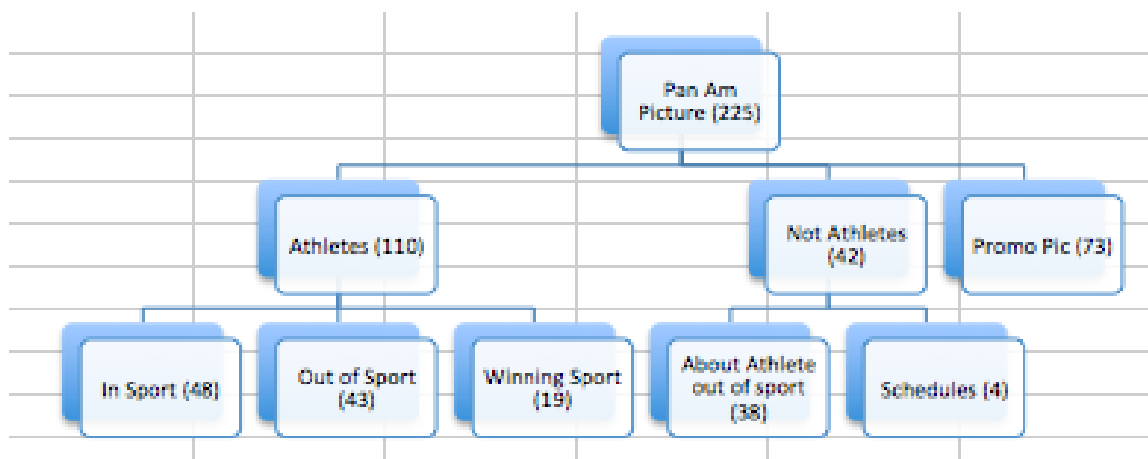 Pan Am
Picture (225)
Athletes (110)
Not Athletes
(42)
Promo Pic (73)
In Sport (48)
Out of Sport
(43)
Winning Sport
(19)
About Athlete
out of sport
(38)
Schedules (4)